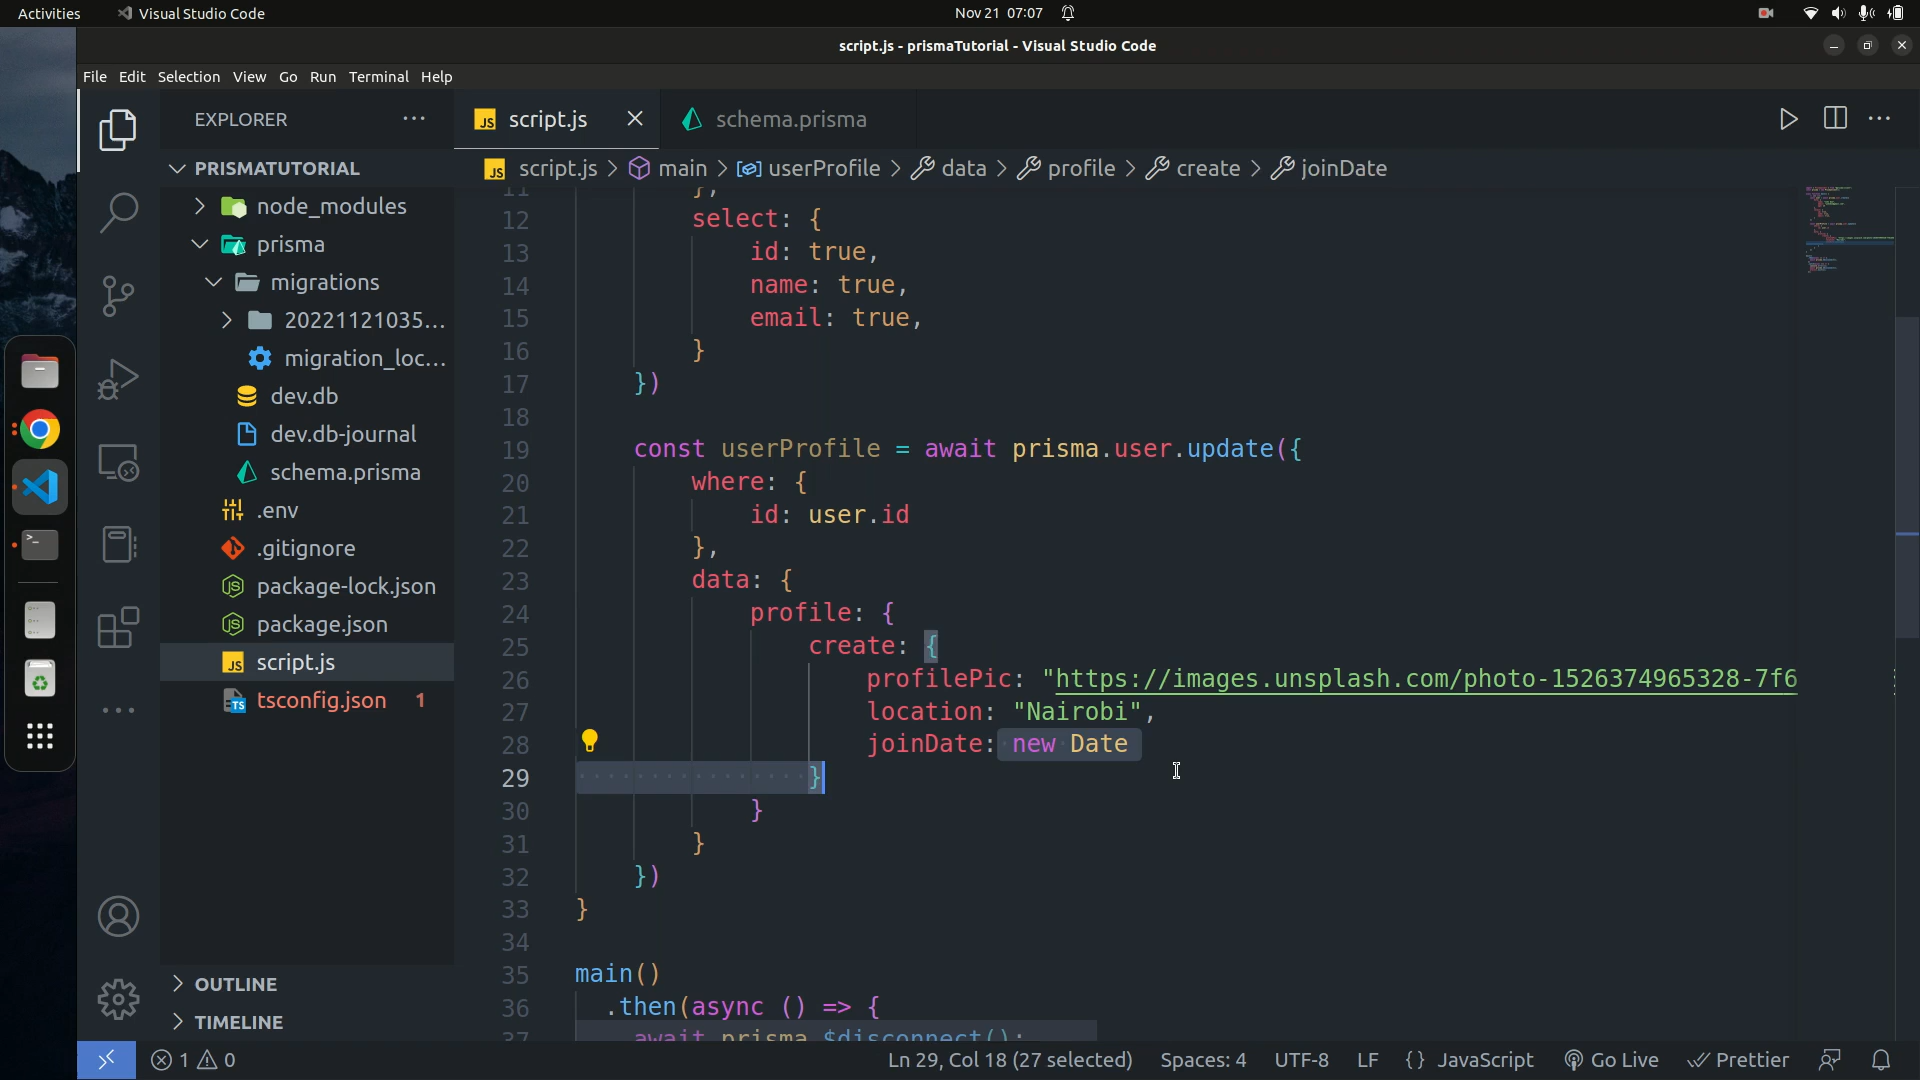 Activities
Visual Studio Code
Nov 21 07:07
script.js - prismaTutorial - Visual Studio Code
File Edit Selection View Go Run Terminal Help
EXPLORER
script.js
schema.prisma
PRISMATUTORIAL
script.js > main > userProfile > data > profile > create > joinDate
node_modules
prisma
migrations
20221121035...
migration_loc...
dev.db
dev.db-journal
schema.prisma
.env
.gitignore
package-lock.json
package.json
script.js
tsconfig.json 1
OUTLINE
TIMELINE
11 },
12 select: {
13 id: true,
14 name: true,
15 email: true,
16 }
17 })
18
19 const userProfile = await prisma.user.update({
20 where: {
21 id: user.id
22 },
23 data: {
24 profile: {
25 create: {
26 profilePic: "https://images.unsplash.com/photo-1526374965328-7f6
27 location: "Nairobi",
28 joinDate: new Date
29 }
30 }
31 }
32 })
33 }
34
35 main()
36 .then(async () => {
37 await prisma.$disconnect();
1 0
Ln 29, Col 18 (27 selected)
Spaces: 4
UTF-8
LF
{} JavaScript
Go Live
Prettier